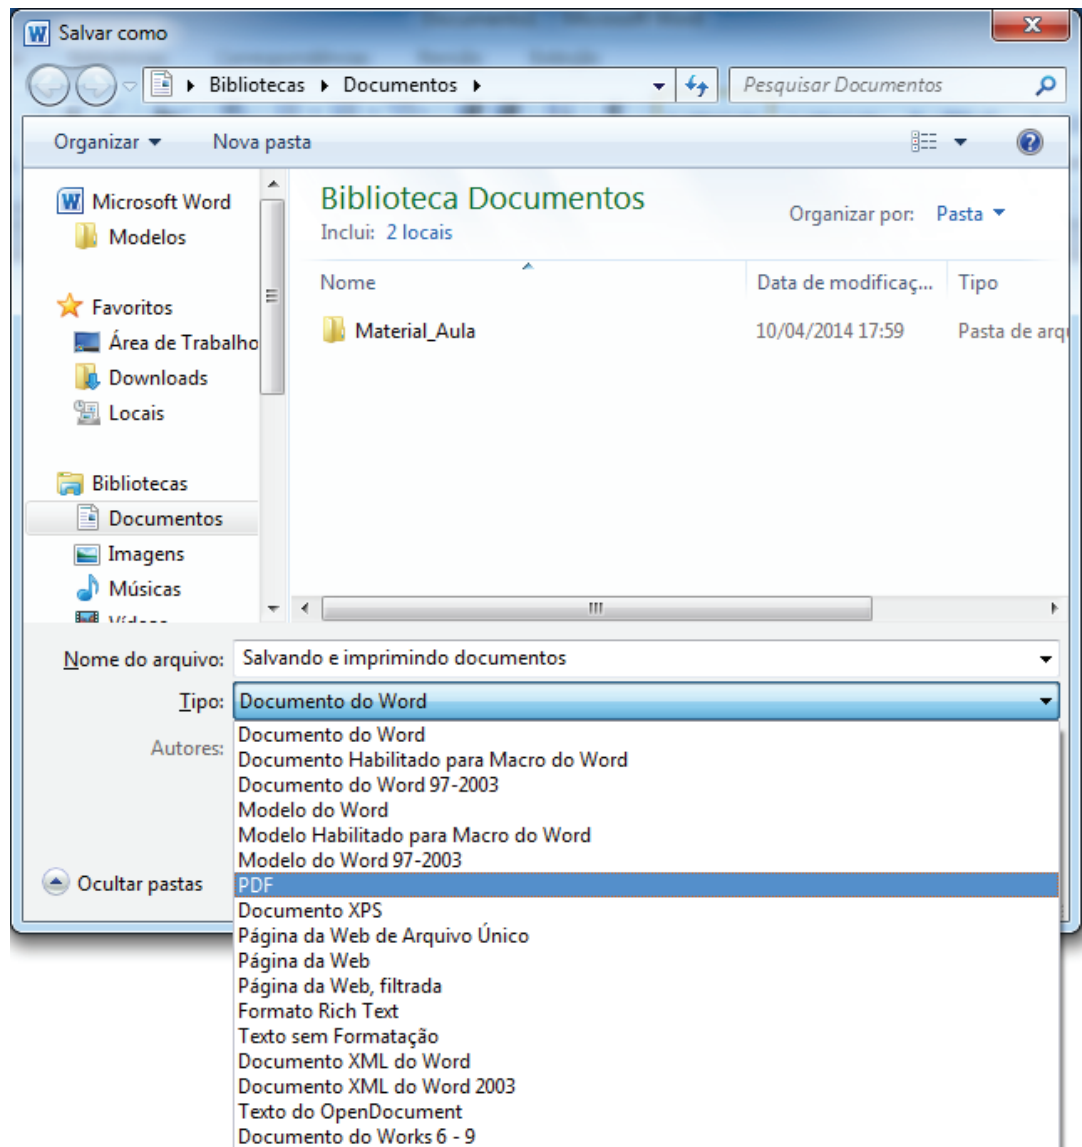 Salvar como
Bibliotecas Documentos
Pesquisar Documentos
Organizar Nova pasta
Microsoft Word
Modelos
Favoritos
Área de Trabalho
Downloads
Locais
Bibliotecas
Documentos
Imagens
Músicas
Biblioteca Documentos
Inclui: 2 locais
Organizar por: Pasta
Nome Data de modificaç... Tipo
Material_Aula 10/04/2014 17:59 Pasta de arqu
Nome do arquivo: Salvando e imprimindo documentos
Tipo: Documento do Word
Autores:
Ocultar pastas
Documento do Word
Documento Habilitado para Macro do Word
Documento do Word 97-2003
Modelo do Word
Modelo Habilitado para Macro do Word
Modelo do Word 97-2003
PDF
Documento XPS
Página da Web de Arquivo Único
Página da Web
Página da Web, filtrada
Formato Rich Text
Texto sem Formatação
Documento XML do Word
Documento XML do Word 2003
Texto do OpenDocument
Documento do Works 6 - 9